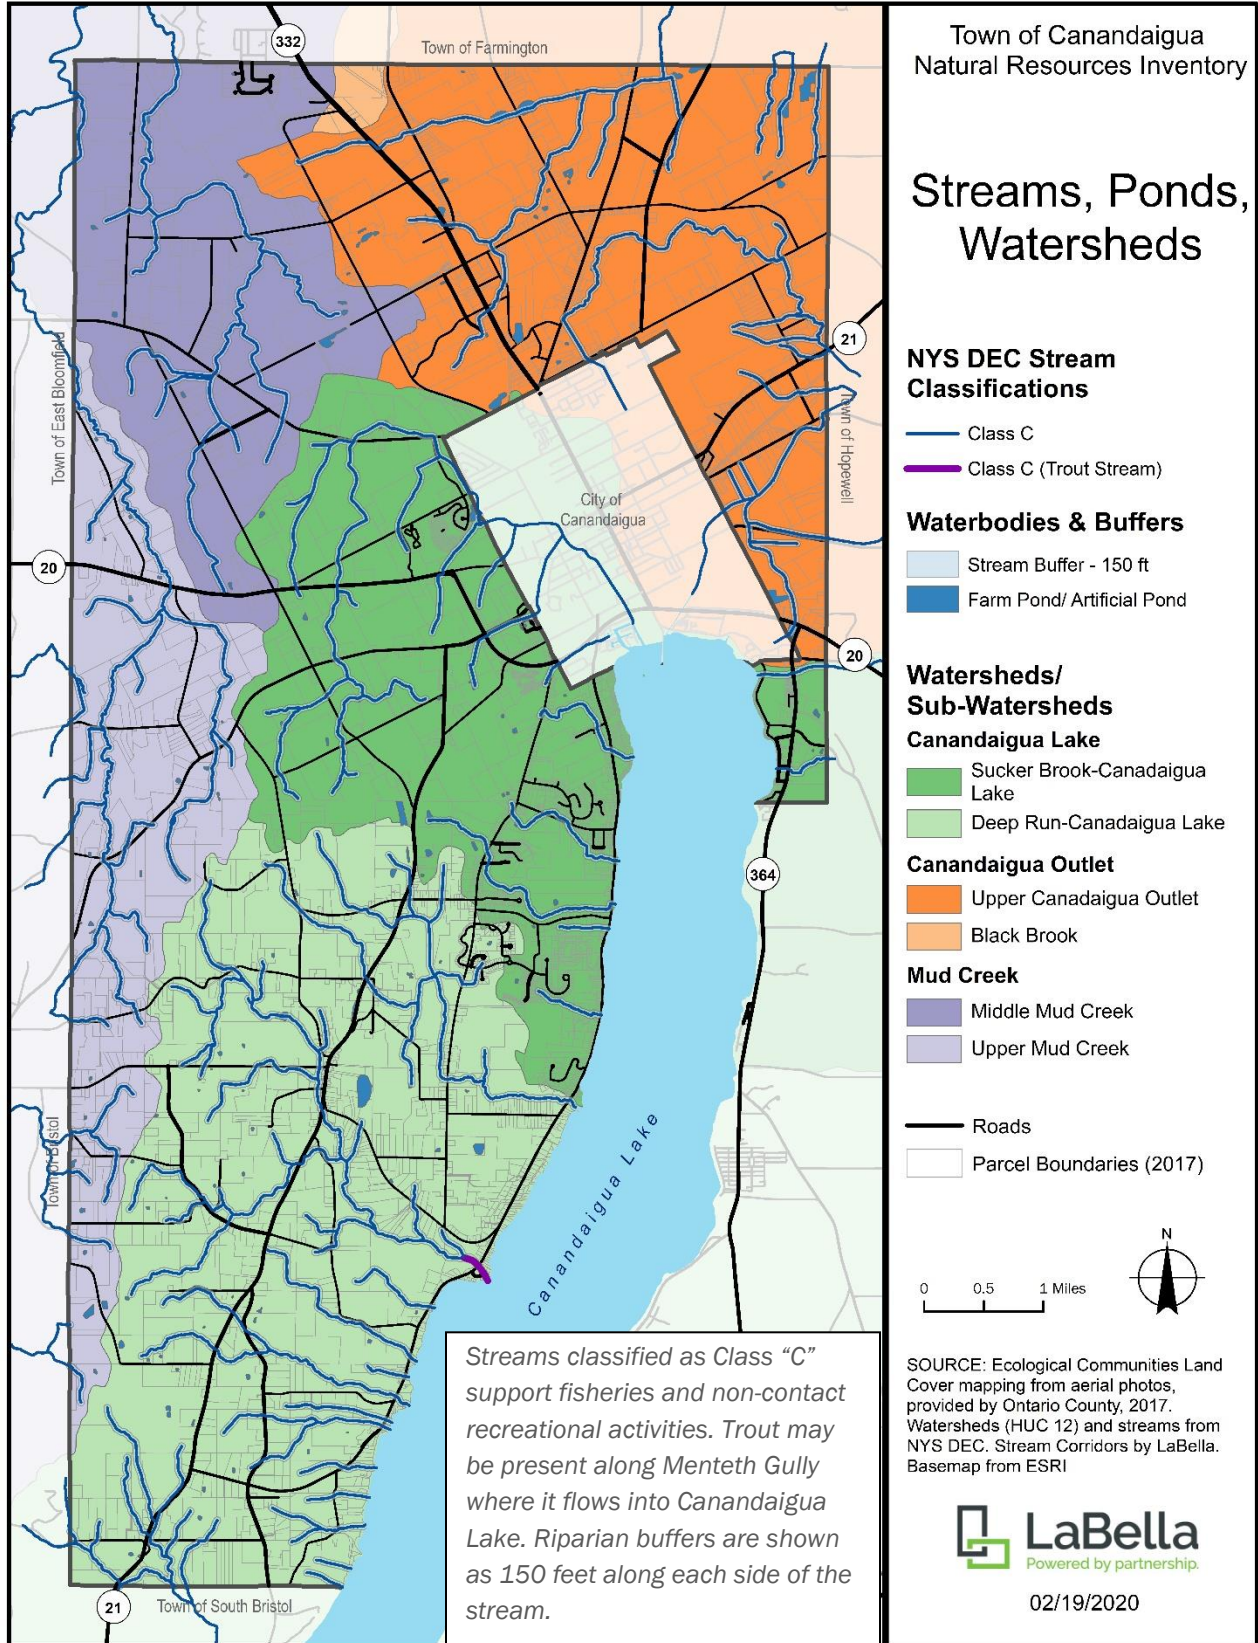 332
Town of Farmington
21
Town of East Bloomfield
Town of Hopewell
City of
Canandaigua
20
20
364
Town of Bristol
Canandaigua Lake
21
Town of South Bristol
Streams classified as Class “C”
support fisheries and non-contact
recreational activities. Trout may
be present along Menteth Gully
where it flows into Canandaigua
Lake. Riparian buffers are shown
as 150 feet along each side of the
stream.
Town of Canandaigua
Natural Resources Inventory
Streams, Ponds,
Watersheds
NYS DEC Stream
Classifications
Class C
Class C (Trout Stream)
Waterbodies & Buffers
Stream Buffer - 150 ft
Farm Pond/ Artificial Pond
Watersheds/
Sub-Watersheds
Canandaigua Lake
Sucker Brook-Canadaigua
Lake
Deep Run-Canadaigua Lake
Canandaigua Outlet
Upper Canadaigua Outlet
Black Brook
Mud Creek
Middle Mud Creek
Upper Mud Creek
Roads
Parcel Boundaries (2017)
N
0 0.5 1 Miles
SOURCE: Ecological Communities Land
Cover mapping from aerial photos,
provided by Ontario County, 2017.
Watersheds (HUC 12) and streams from
NYS DEC. Stream Corridors by LaBella.
Basemap from ESRI
LaBella
Powered by partnership.
02/19/2020